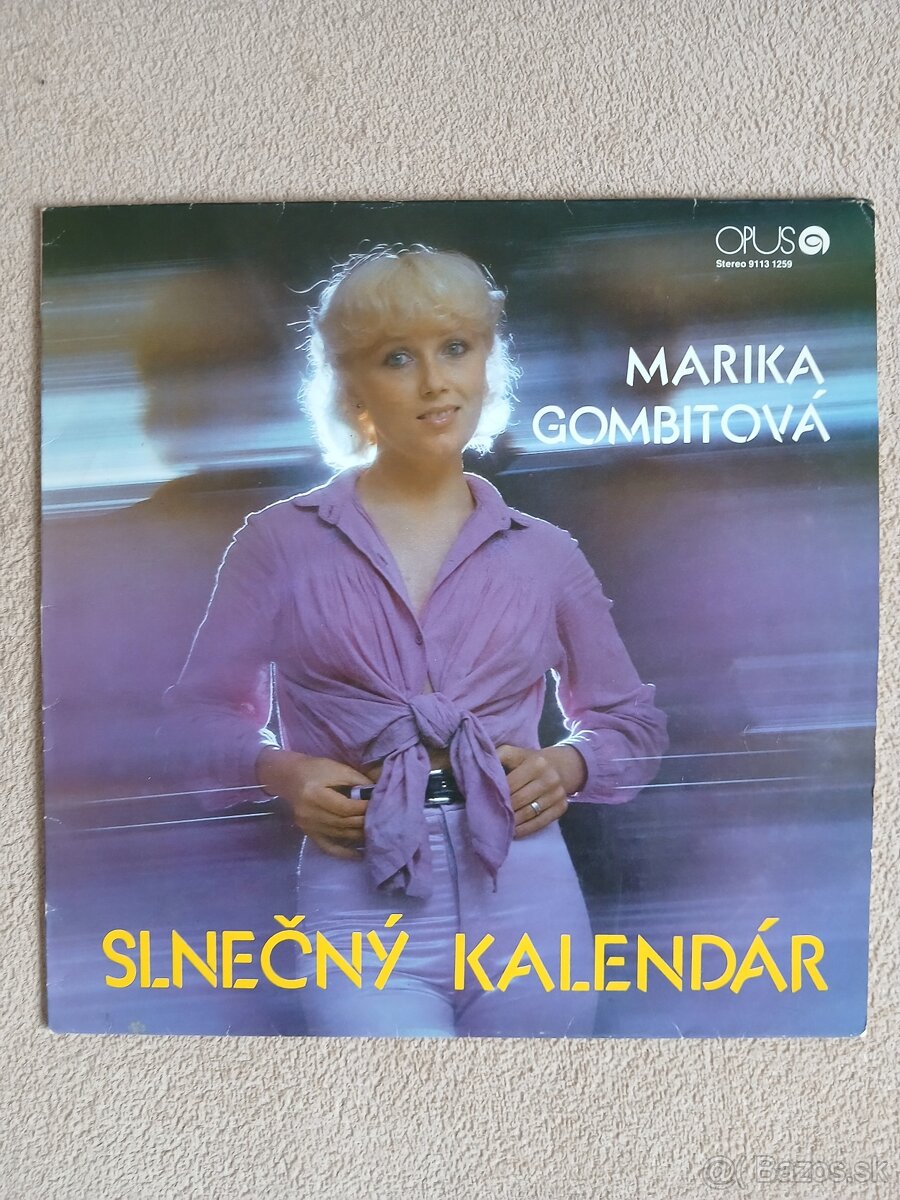 OPUS
Stereo 9113 1259
MARIKA
GOMBITOVÁ
SLNEČNÝ KALENDÁR
@ Bazos.sk